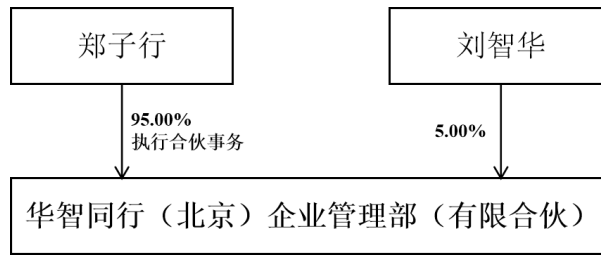 郑子行
刘智华
95.00%
执行合伙事务
5.00%
华智同行（北京）企业管理部（有限合伙）